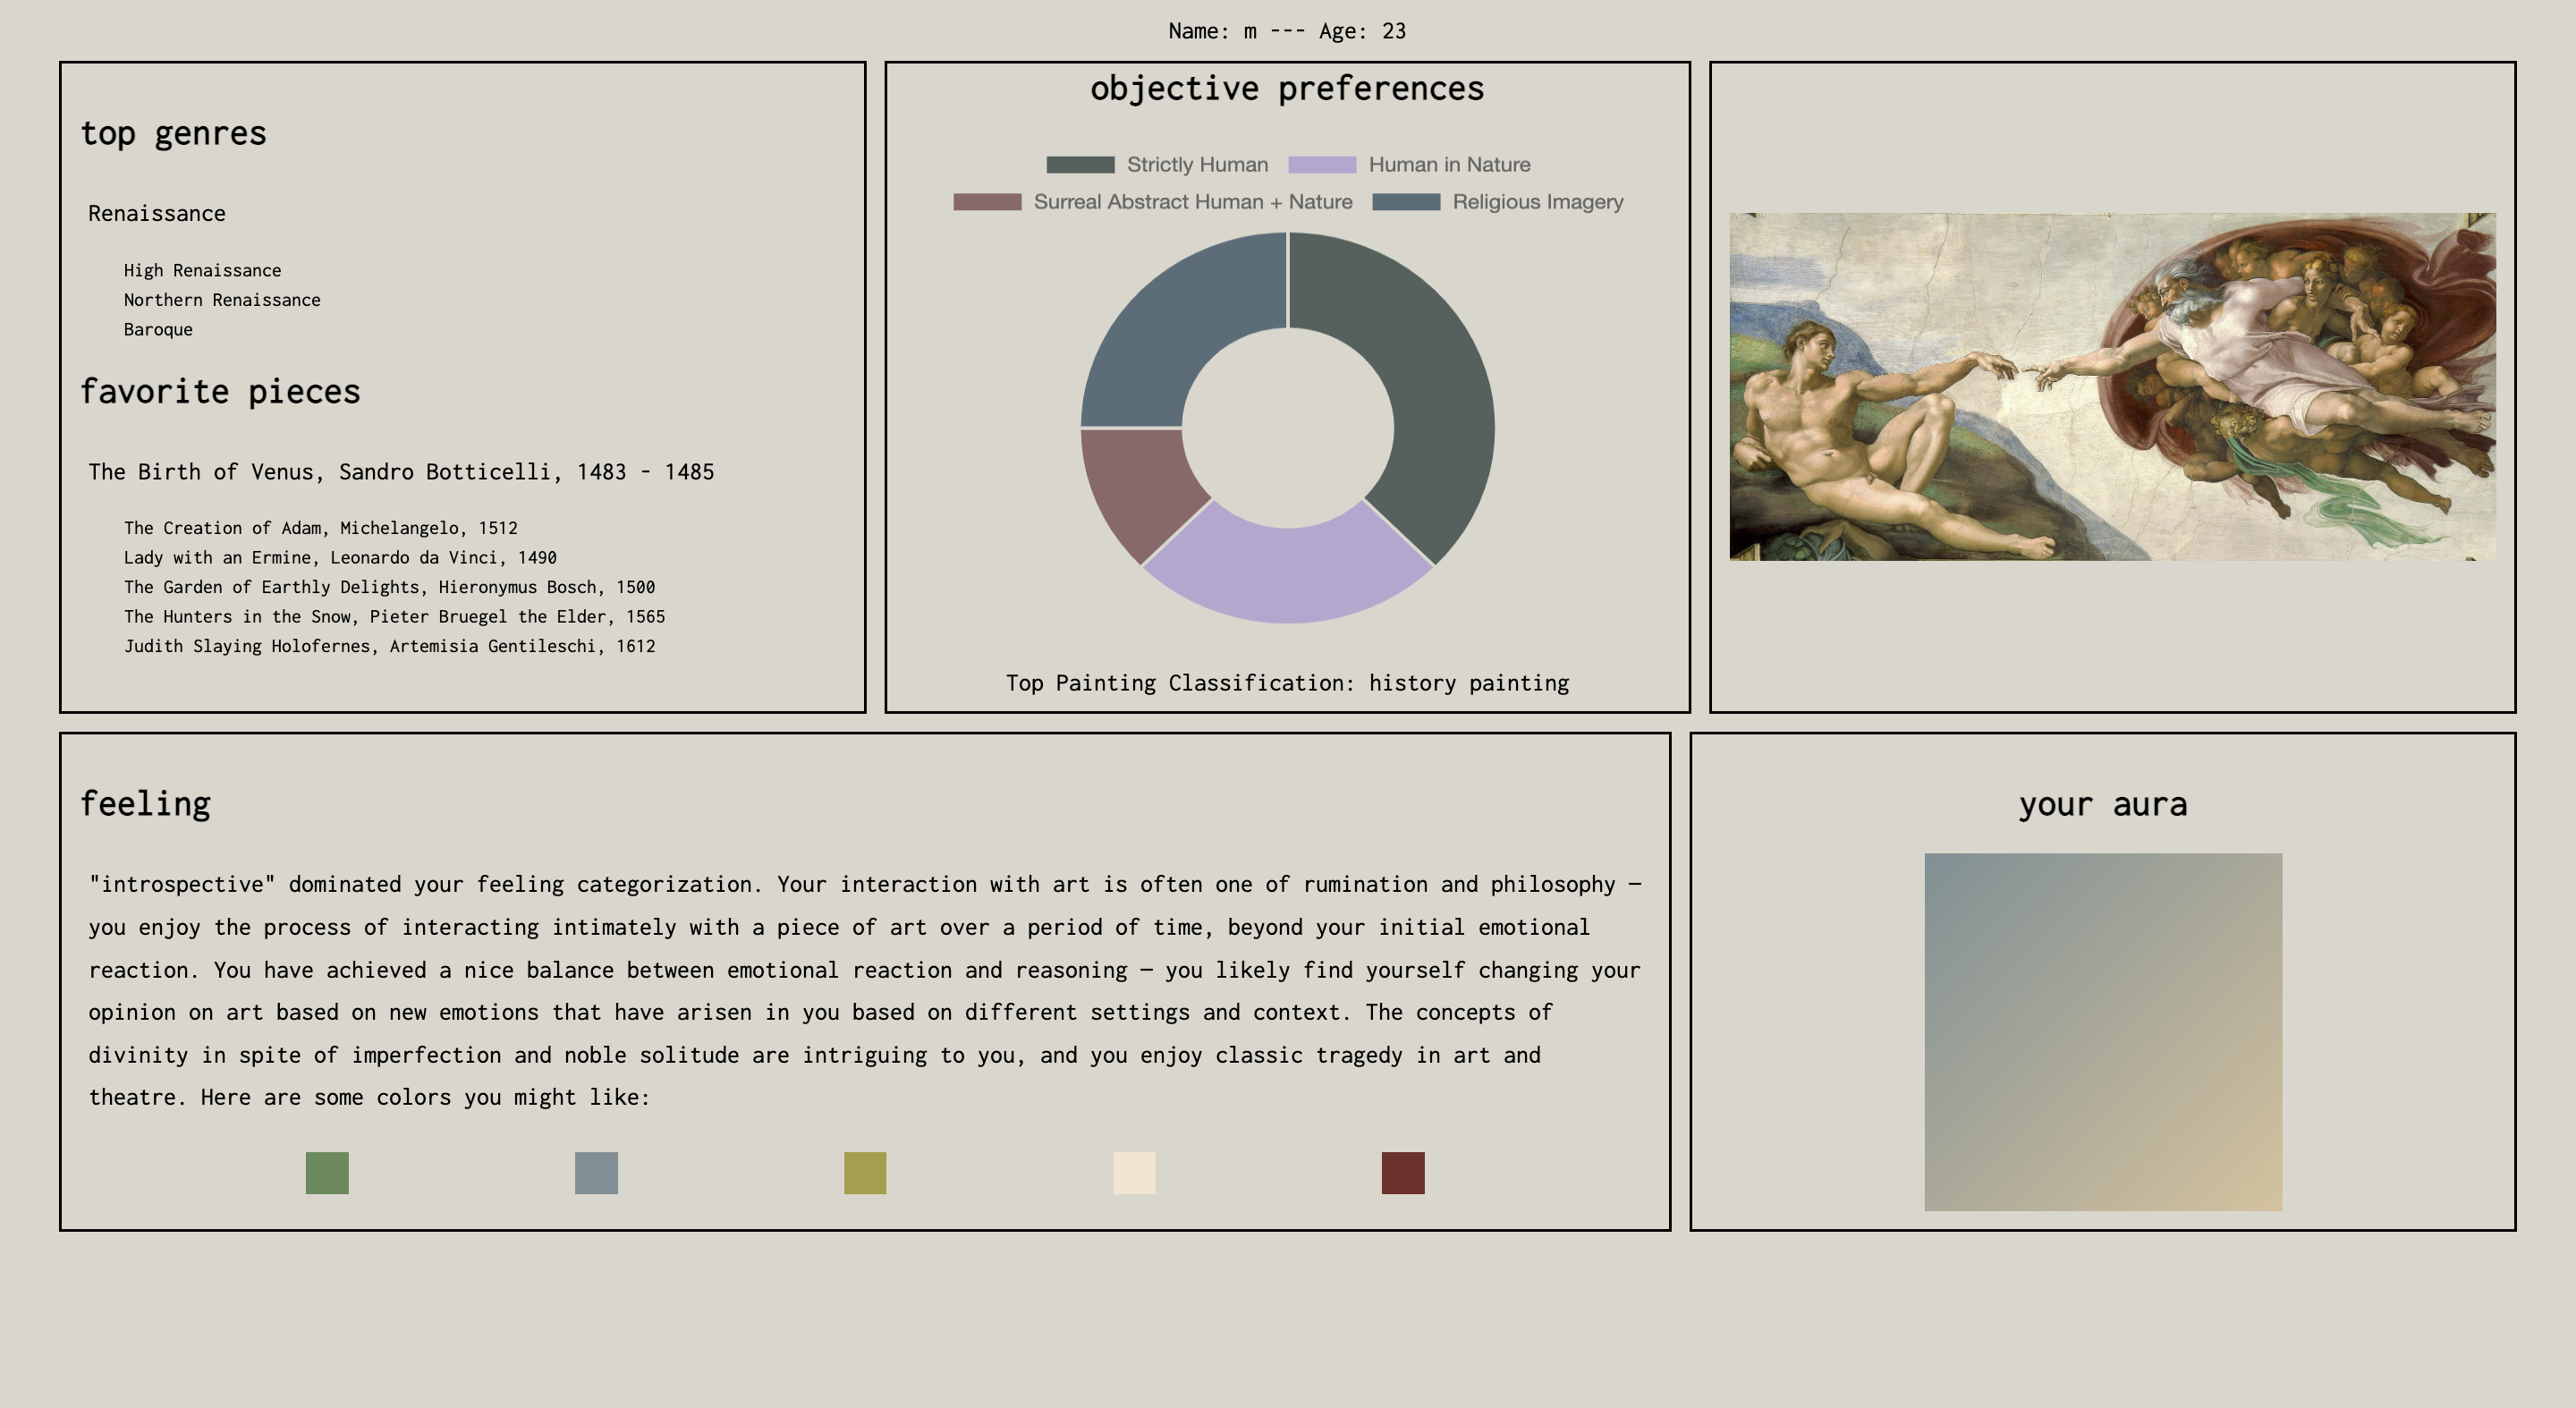 Name: m --- Age: 23
top genres
Renaissance
High Renaissance
Northern Renaissance
Baroque
favorite pieces
The Birth of Venus, Sandro Botticelli, 1483 - 1485
The Creation of Adam, Michelangelo, 1512
Lady with an Ermine, Leonardo da Vinci, 1490
The Garden of Earthly Delights, Hieronymus Bosch, 1500
The Hunters in the Snow, Pieter Bruegel the Elder, 1565
Judith Slaying Holofernes, Artemisia Gentileschi, 1612
objective preferences
Strictly Human Human in Nature
Surreal Abstract Human + Nature Religious Imagery
Top Painting Classification: history painting
feeling
"introspective" dominated your feeling categorization. Your interaction with art is often one of rumination and philosophy —
you enjoy the process of interacting intimately with a piece of art over a period of time, beyond your initial emotional
reaction. You have achieved a nice balance between emotional reaction and reasoning — you likely find yourself changing your
opinion on art based on new emotions that have arisen in you based on different settings and context. The concepts of
divinity in spite of imperfection and noble solitude are intriguing to you, and you enjoy classic tragedy in art and
theatre. Here are some colors you might like:
your aura